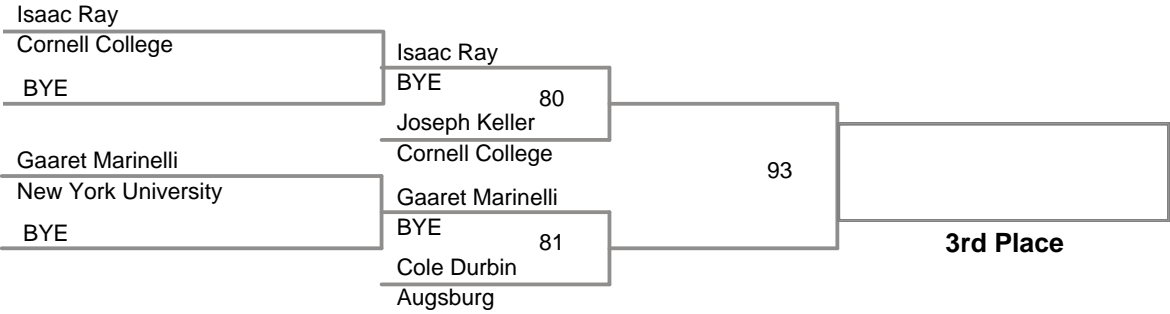 Isaac Ray
Cornell College
BYE
Gaaret Marinelli
New York University
BYE
Isaac Ray
BYE
80
Joseph Keller
Cornell College
Gaaret Marinelli
BYE
81
Cole Durbin
Augsburg
93
3rd Place